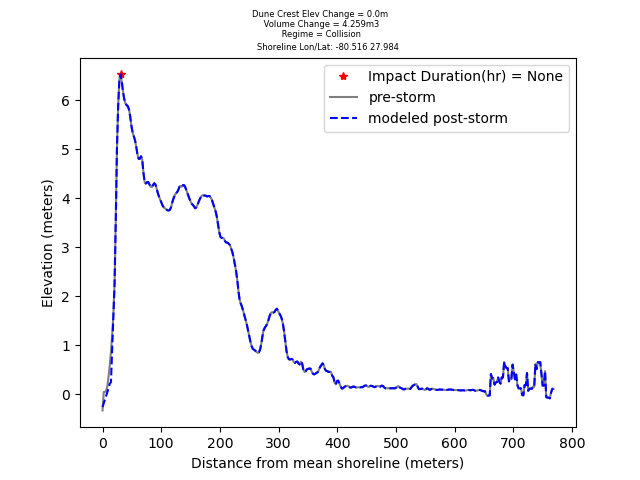 Dune Crest Elev Change = 0.0m
Volume Change = 4.259m3
Regime = Collision
Shoreline Lon/Lat: -80.516 27.984
Impact Duration(hr) = None
pre-storm
modeled post-storm
Elevation (meters)
6
5
4
3
2
1
0
0 100 200 300 400 500 600 700 800
Distance from mean shoreline (meters)